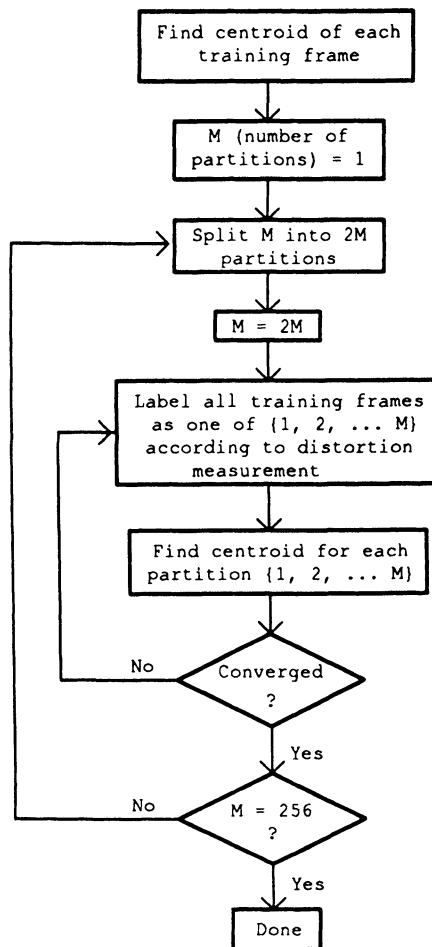 Find centroid of each
training frame
M (number of
partitions) = 1
Split M into 2M
partitions
M = 2M
Label all training frames
as one of {1, 2, ... M}
according to distortion
measurement
Find centroid for each
partition {1, 2, ... M}
Converged
?
No
Yes
M = 256
?
No
Yes
Done